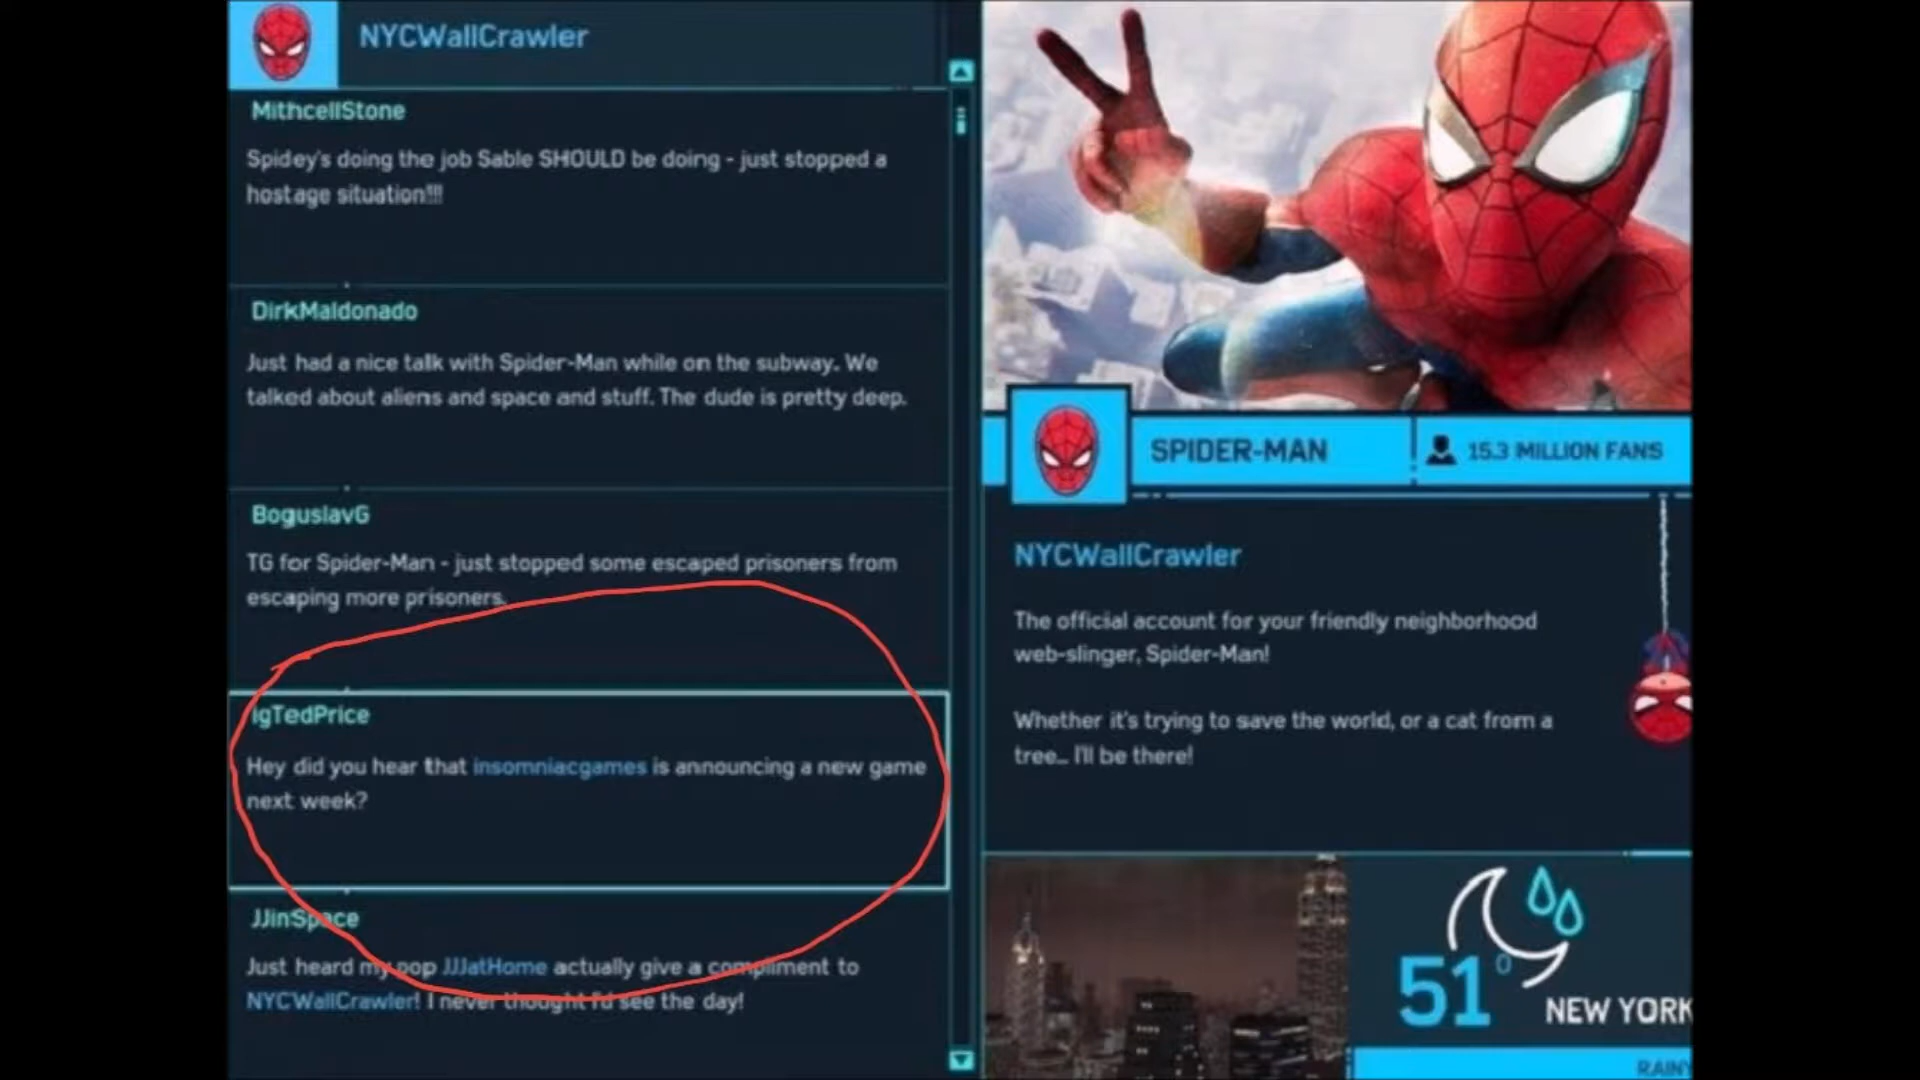 NYCWallCrawler
MithcellStone
Spidey's doing the job Sable SHOULD be doing - just stopped a
hostage situation!!!
DirkMaldonado
Just had a nice talk with Spider-Man while on the subway. We
talked about aliens and space and stuff. The dude is pretty deep.
BoguslavG
TG for Spider-Man - just stopped some escaped prisoners from
escaping more prisoners.
igTedPrice
Hey did you hear that insomniacgames is announcing a new game
next week?
JJinSpace
Just heard my pop JJJatHome actually give a compliment to
NYCWallCrawler! I never thought I'd see the day!
SPIDER-MAN
15.3 MILLION FANS
NYCWallCrawler
The official account for your friendly neighborhood
web-slinger, Spider-Man!
Whether it's trying to save the world, or a cat from a
tree... I'll be there!
51°
NEW YORK
RAINY